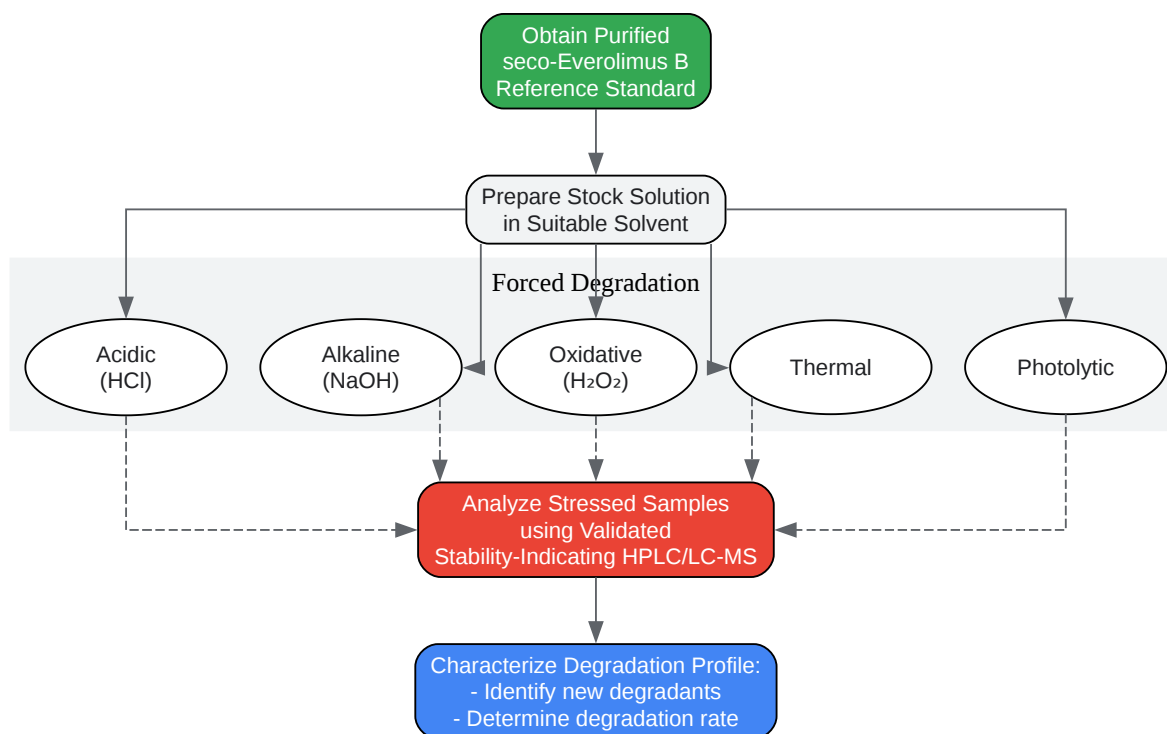 Obtain Purified
seco-Everolimus B
Reference Standard
Prepare Stock Solution
in Suitable Solvent
Forced Degradation
Acidic
(HCl)
Alkaline
(NaOH)
Oxidative
(H₂O₂)
Thermal
Photolytic
Analyze Stressed Samples
using Validated
Stability-Indicating HPLC/LC-MS
Characterize Degradation Profile:
- Identify new degradants
- Determine degradation rate